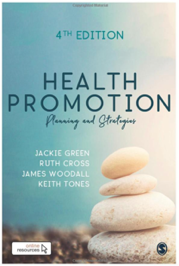 4TH EDITION
HEALTH
PROMOTION
Planning and Strategies
JACKIE GREEN
RUTH CROSS
JAMES WOODALL
KEITH TONES
online
resources
SAGE